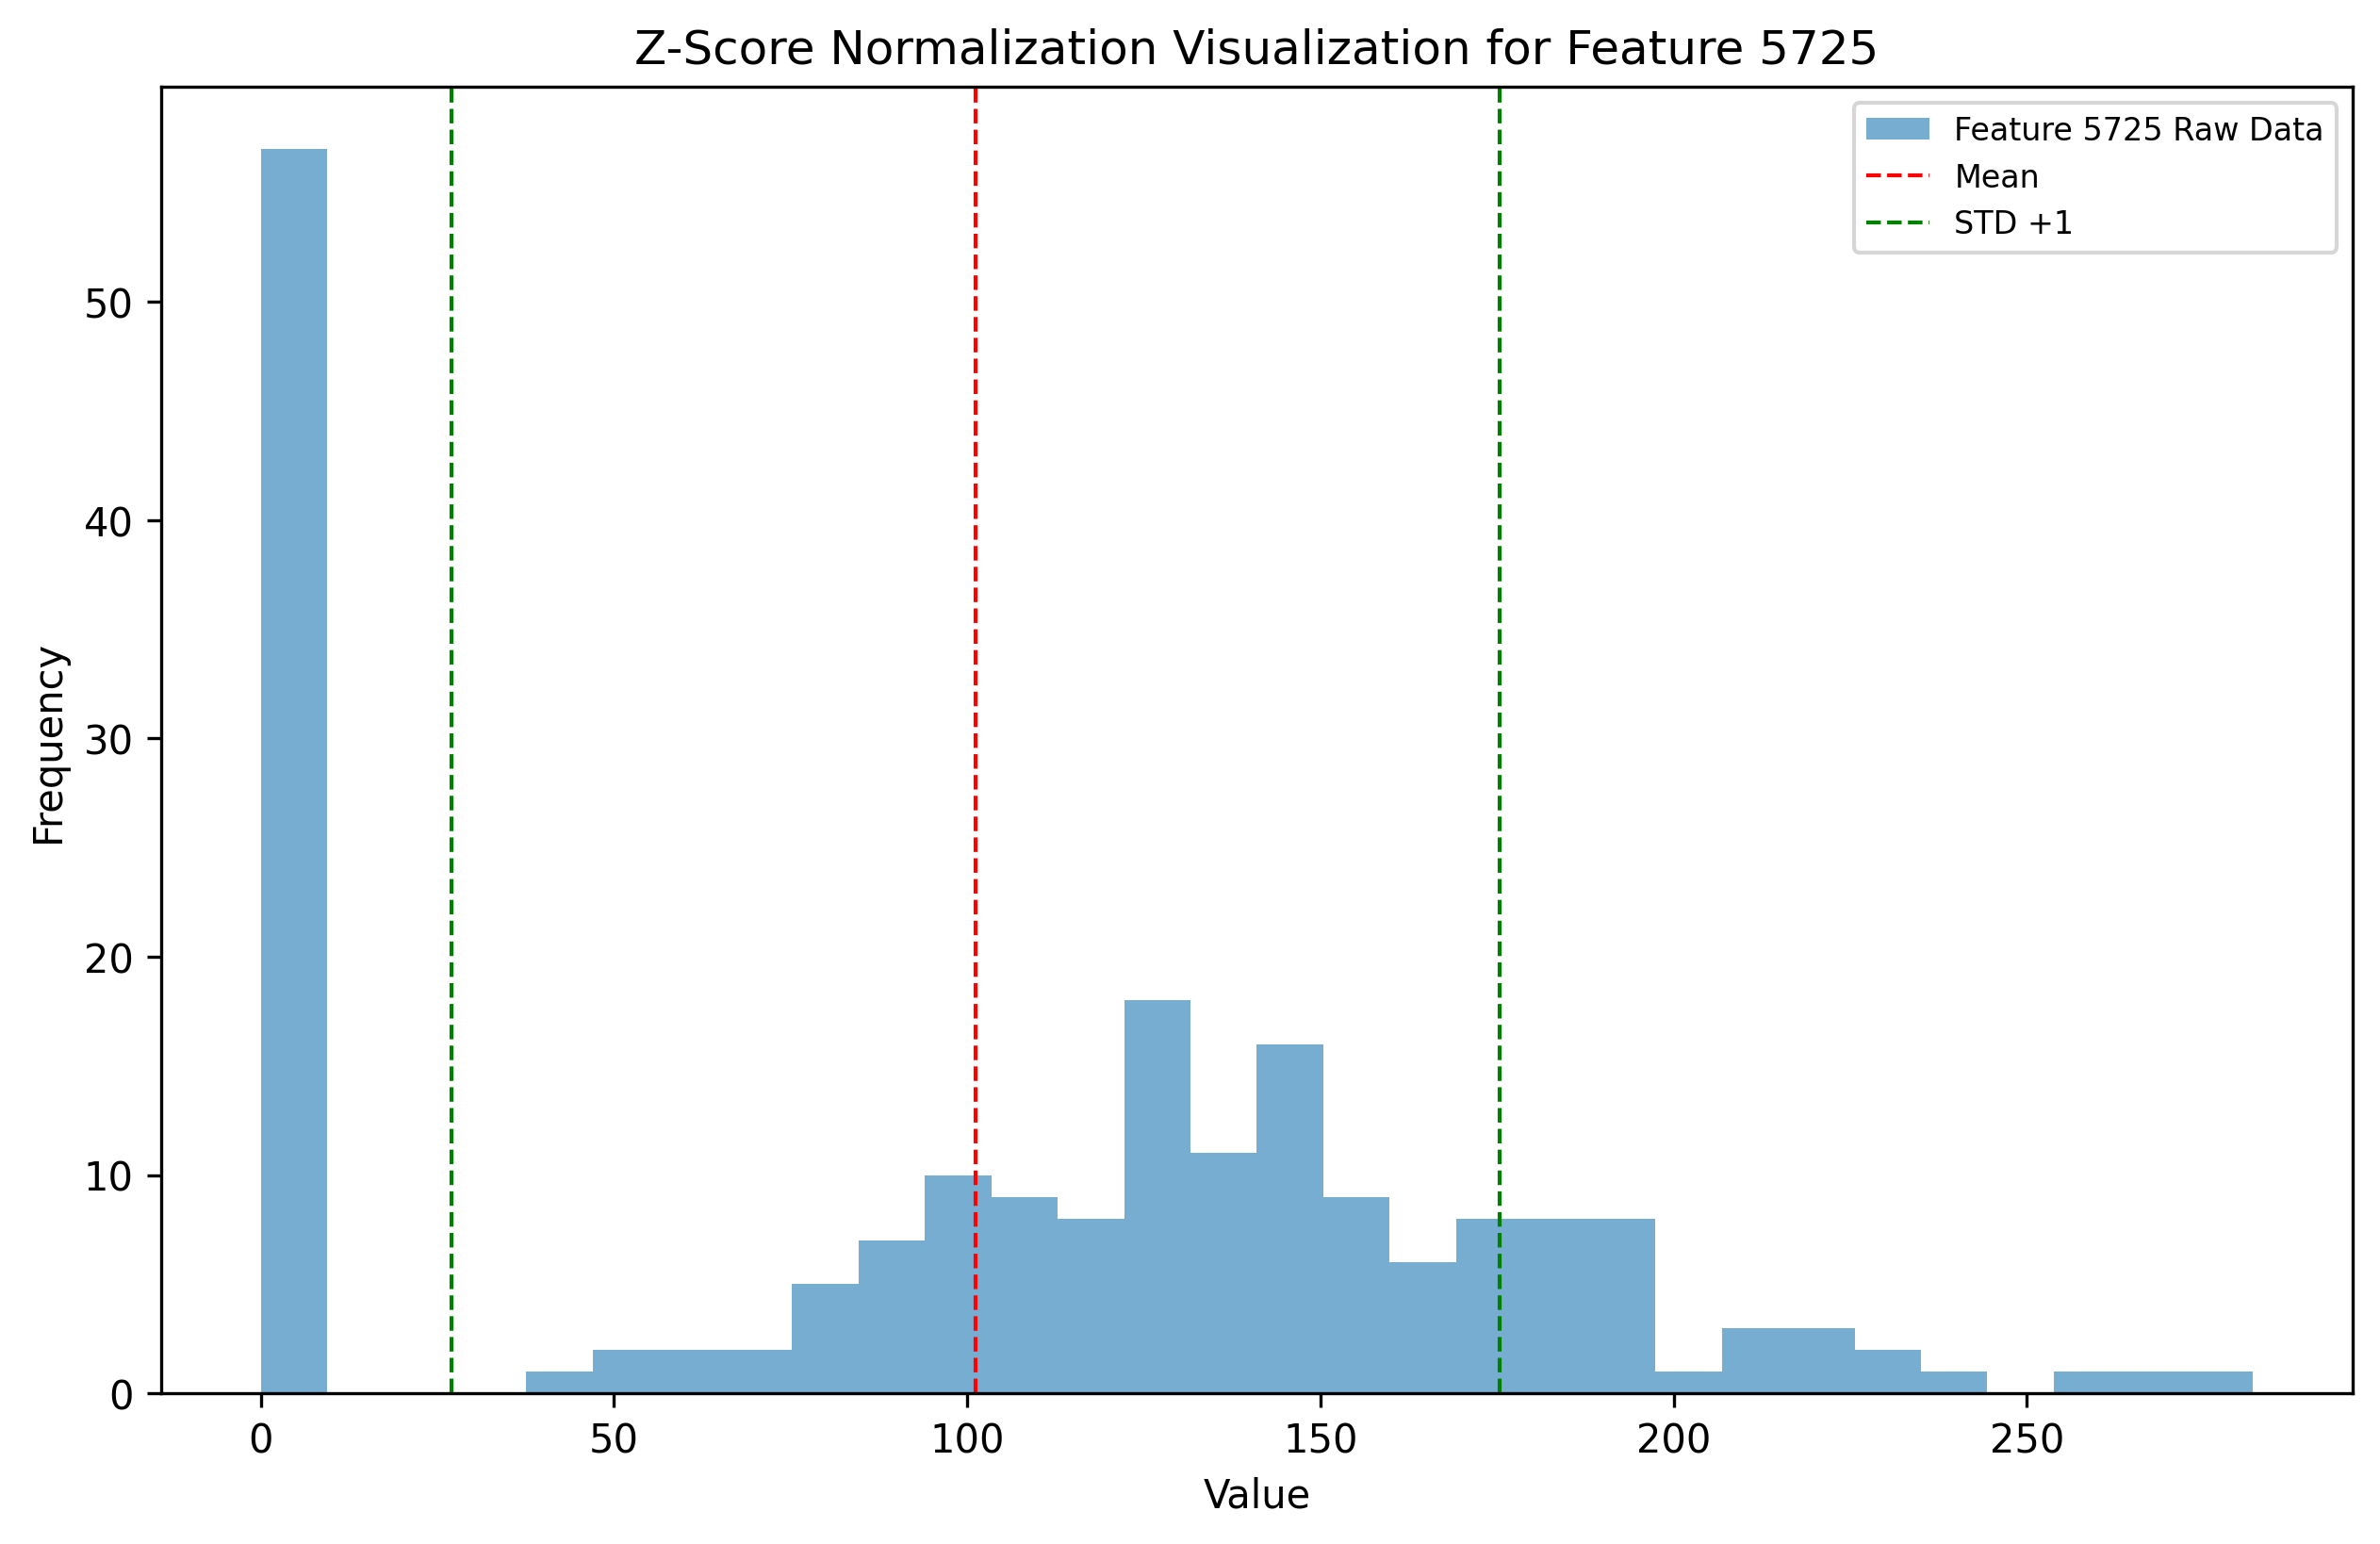 Z-Score Normalization Visualization for Feature 5725
Feature 5725 Raw Data
Mean
STD +1
50
40
30
20
10
0
Frequency
0 50 100 150 200 250
Value